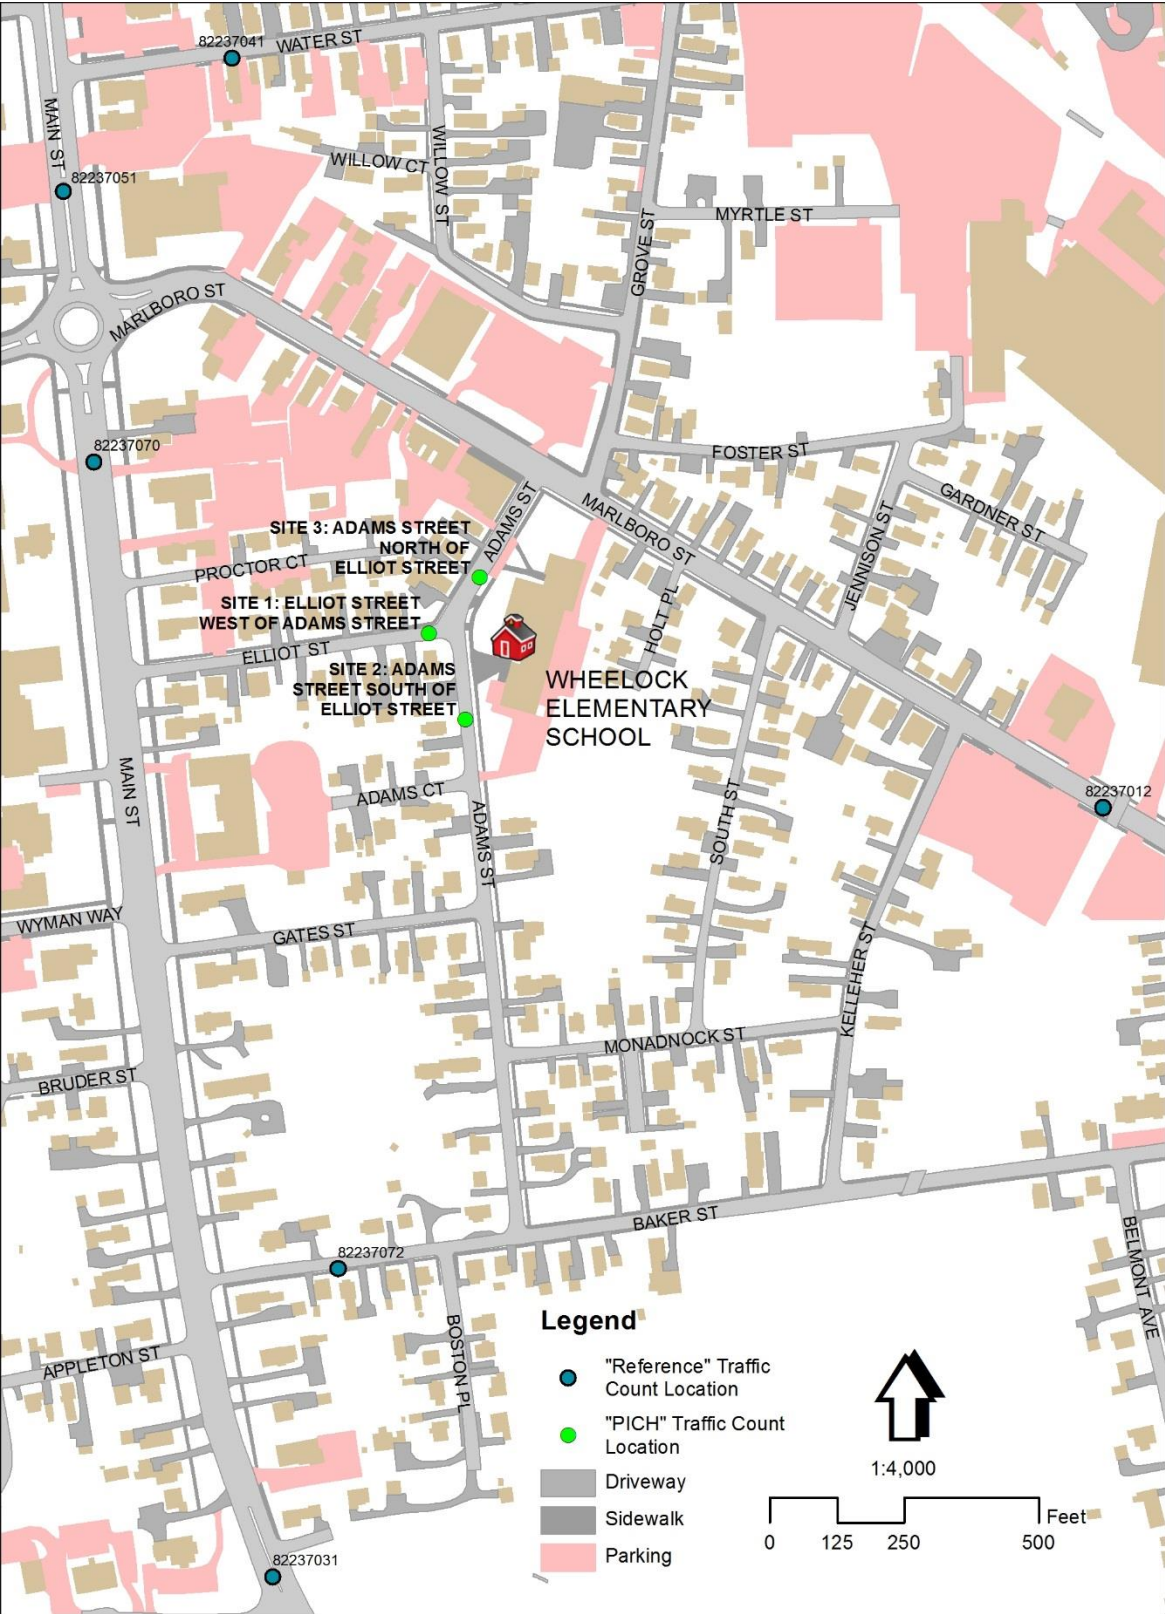 82237041
WATER ST
MAIN ST
82237051
WILLOW CT
WILLOW ST
MYRTLE ST
GROVE ST
MARLBORO ST
82237070
FOSTER ST
GARDNER ST
JENNISON ST
MARLBORO ST
ADAMS ST
SITE 3: ADAMS STREET
NORTH OF
ELLIOT STREET
PROCTOR CT
HOLT PL
SITE 1: ELLIOT STREET
WEST OF ADAMS STREET
ELLIOT ST
SITE 2: ADAMS
STREET SOUTH OF
ELLIOT STREET
WHEELOCK
ELEMENTARY
SCHOOL
MAIN ST
ADAMS CT
ADAMS ST
SOUTH ST
82237012
WYMAN WAY
GATES ST
KELLEHER ST
MONADNOCK ST
BRUDER ST
BAKER ST
82237072
BELMONT AVE
BOSTON PL
APPLETON ST
82237031
Legend
"Reference" Traffic
Count Location
"PICH" Traffic Count
Location
Driveway
Sidewalk
Parking
1:4,000
Feet
0 125 250 500